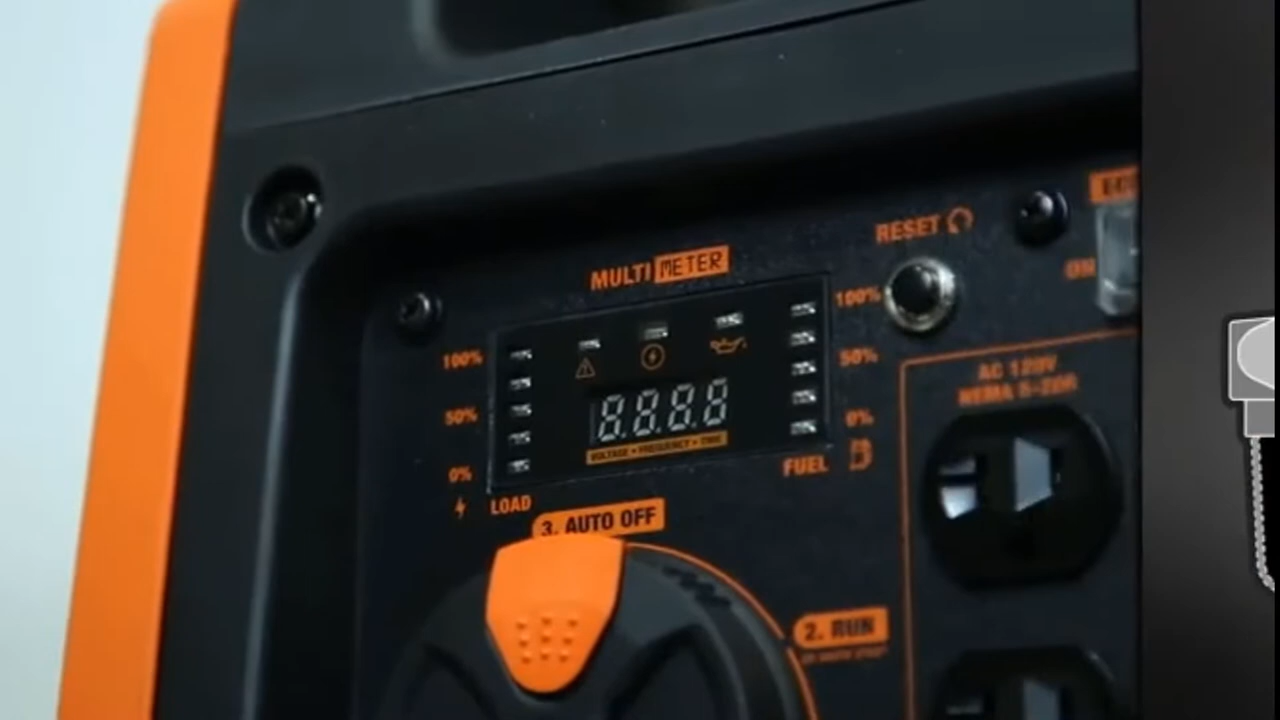 RESET
MULTI METER
ON
100%
100%
50%
50%
0%
0%
8.8.8.8
VOLTAGE • FREQUENCY • TIME
FUEL
LOAD
AC 120V
NEMA 5-20R
3. AUTO OFF
2. RUN